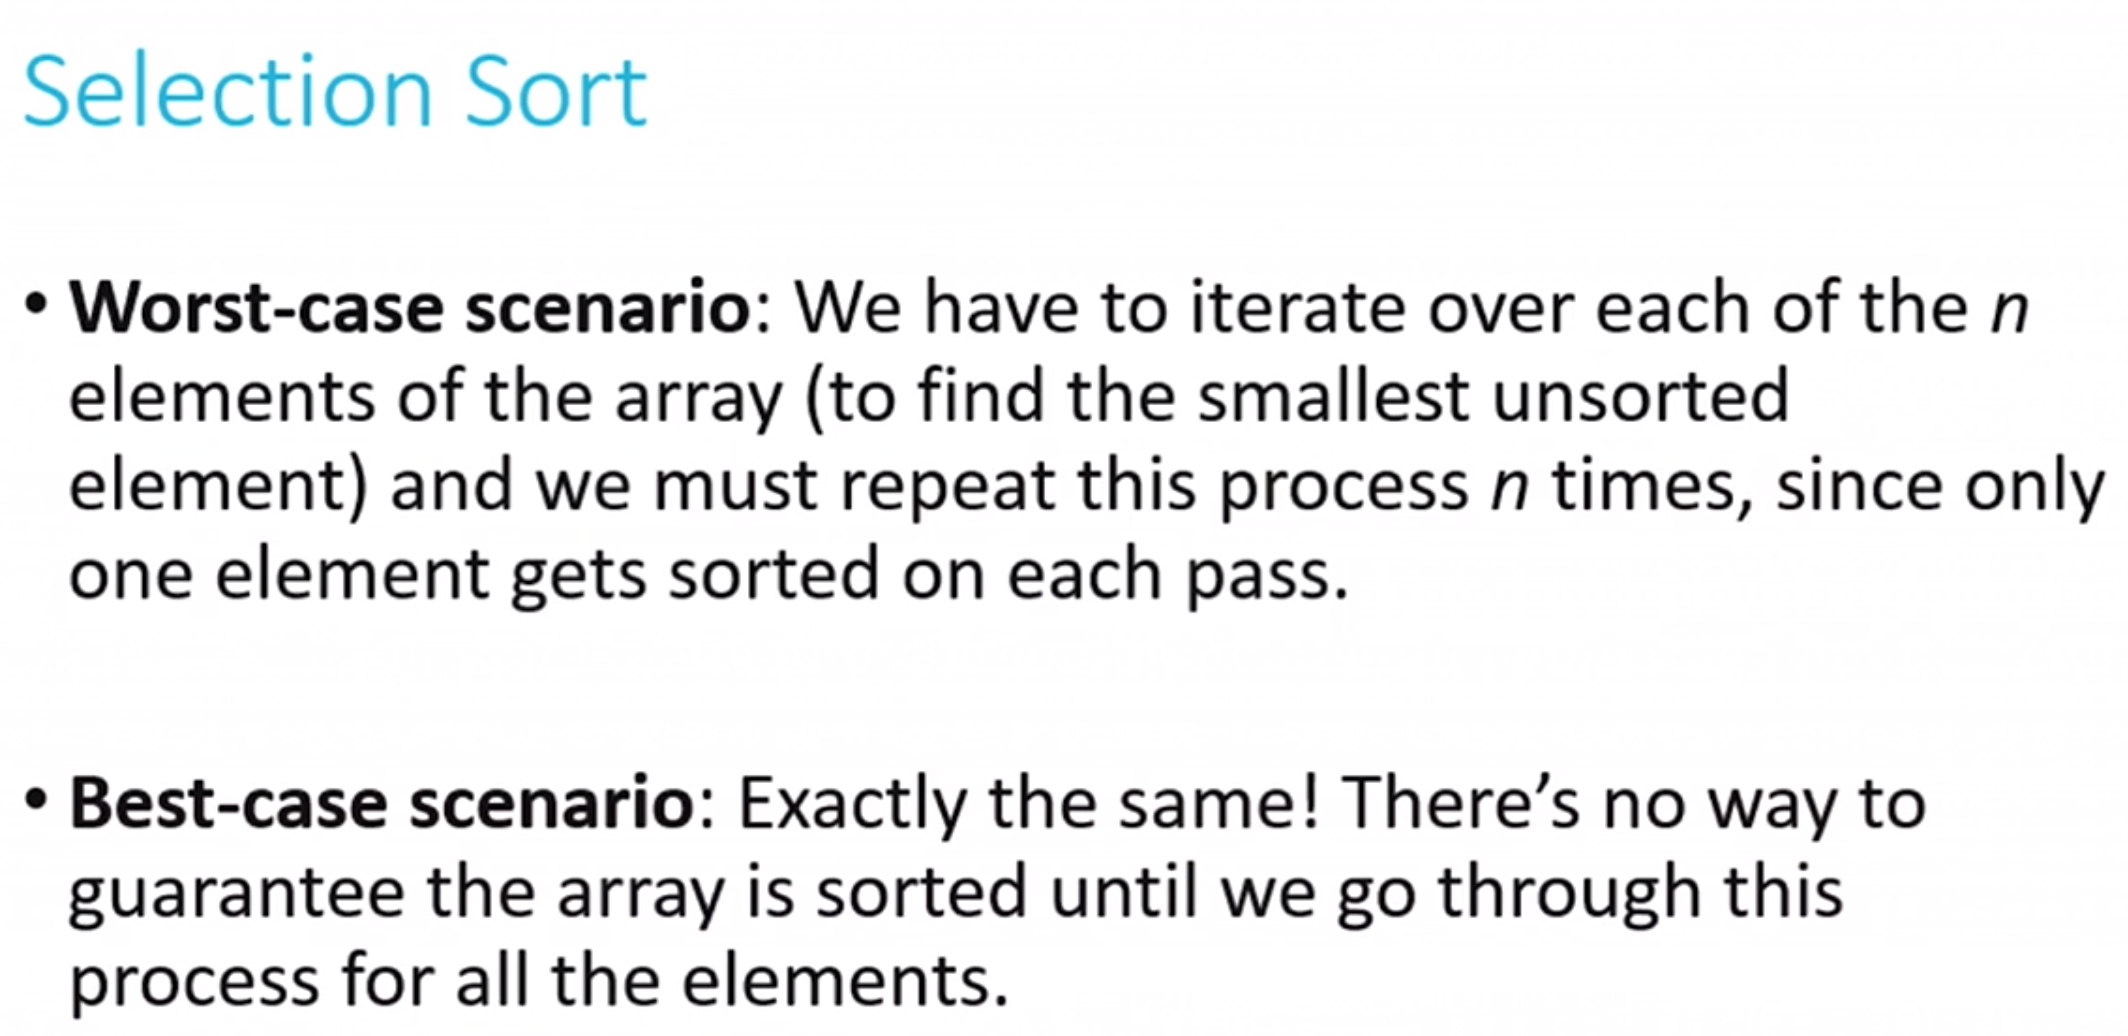 Selection Sort
• Worst-case scenario: We have to iterate over each of the n
elements of the array (to find the smallest unsorted
element) and we must repeat this process n times, since only
one element gets sorted on each pass.
• Best-case scenario: Exactly the same! There’s no way to
guarantee the array is sorted until we go through this
process for all the elements.